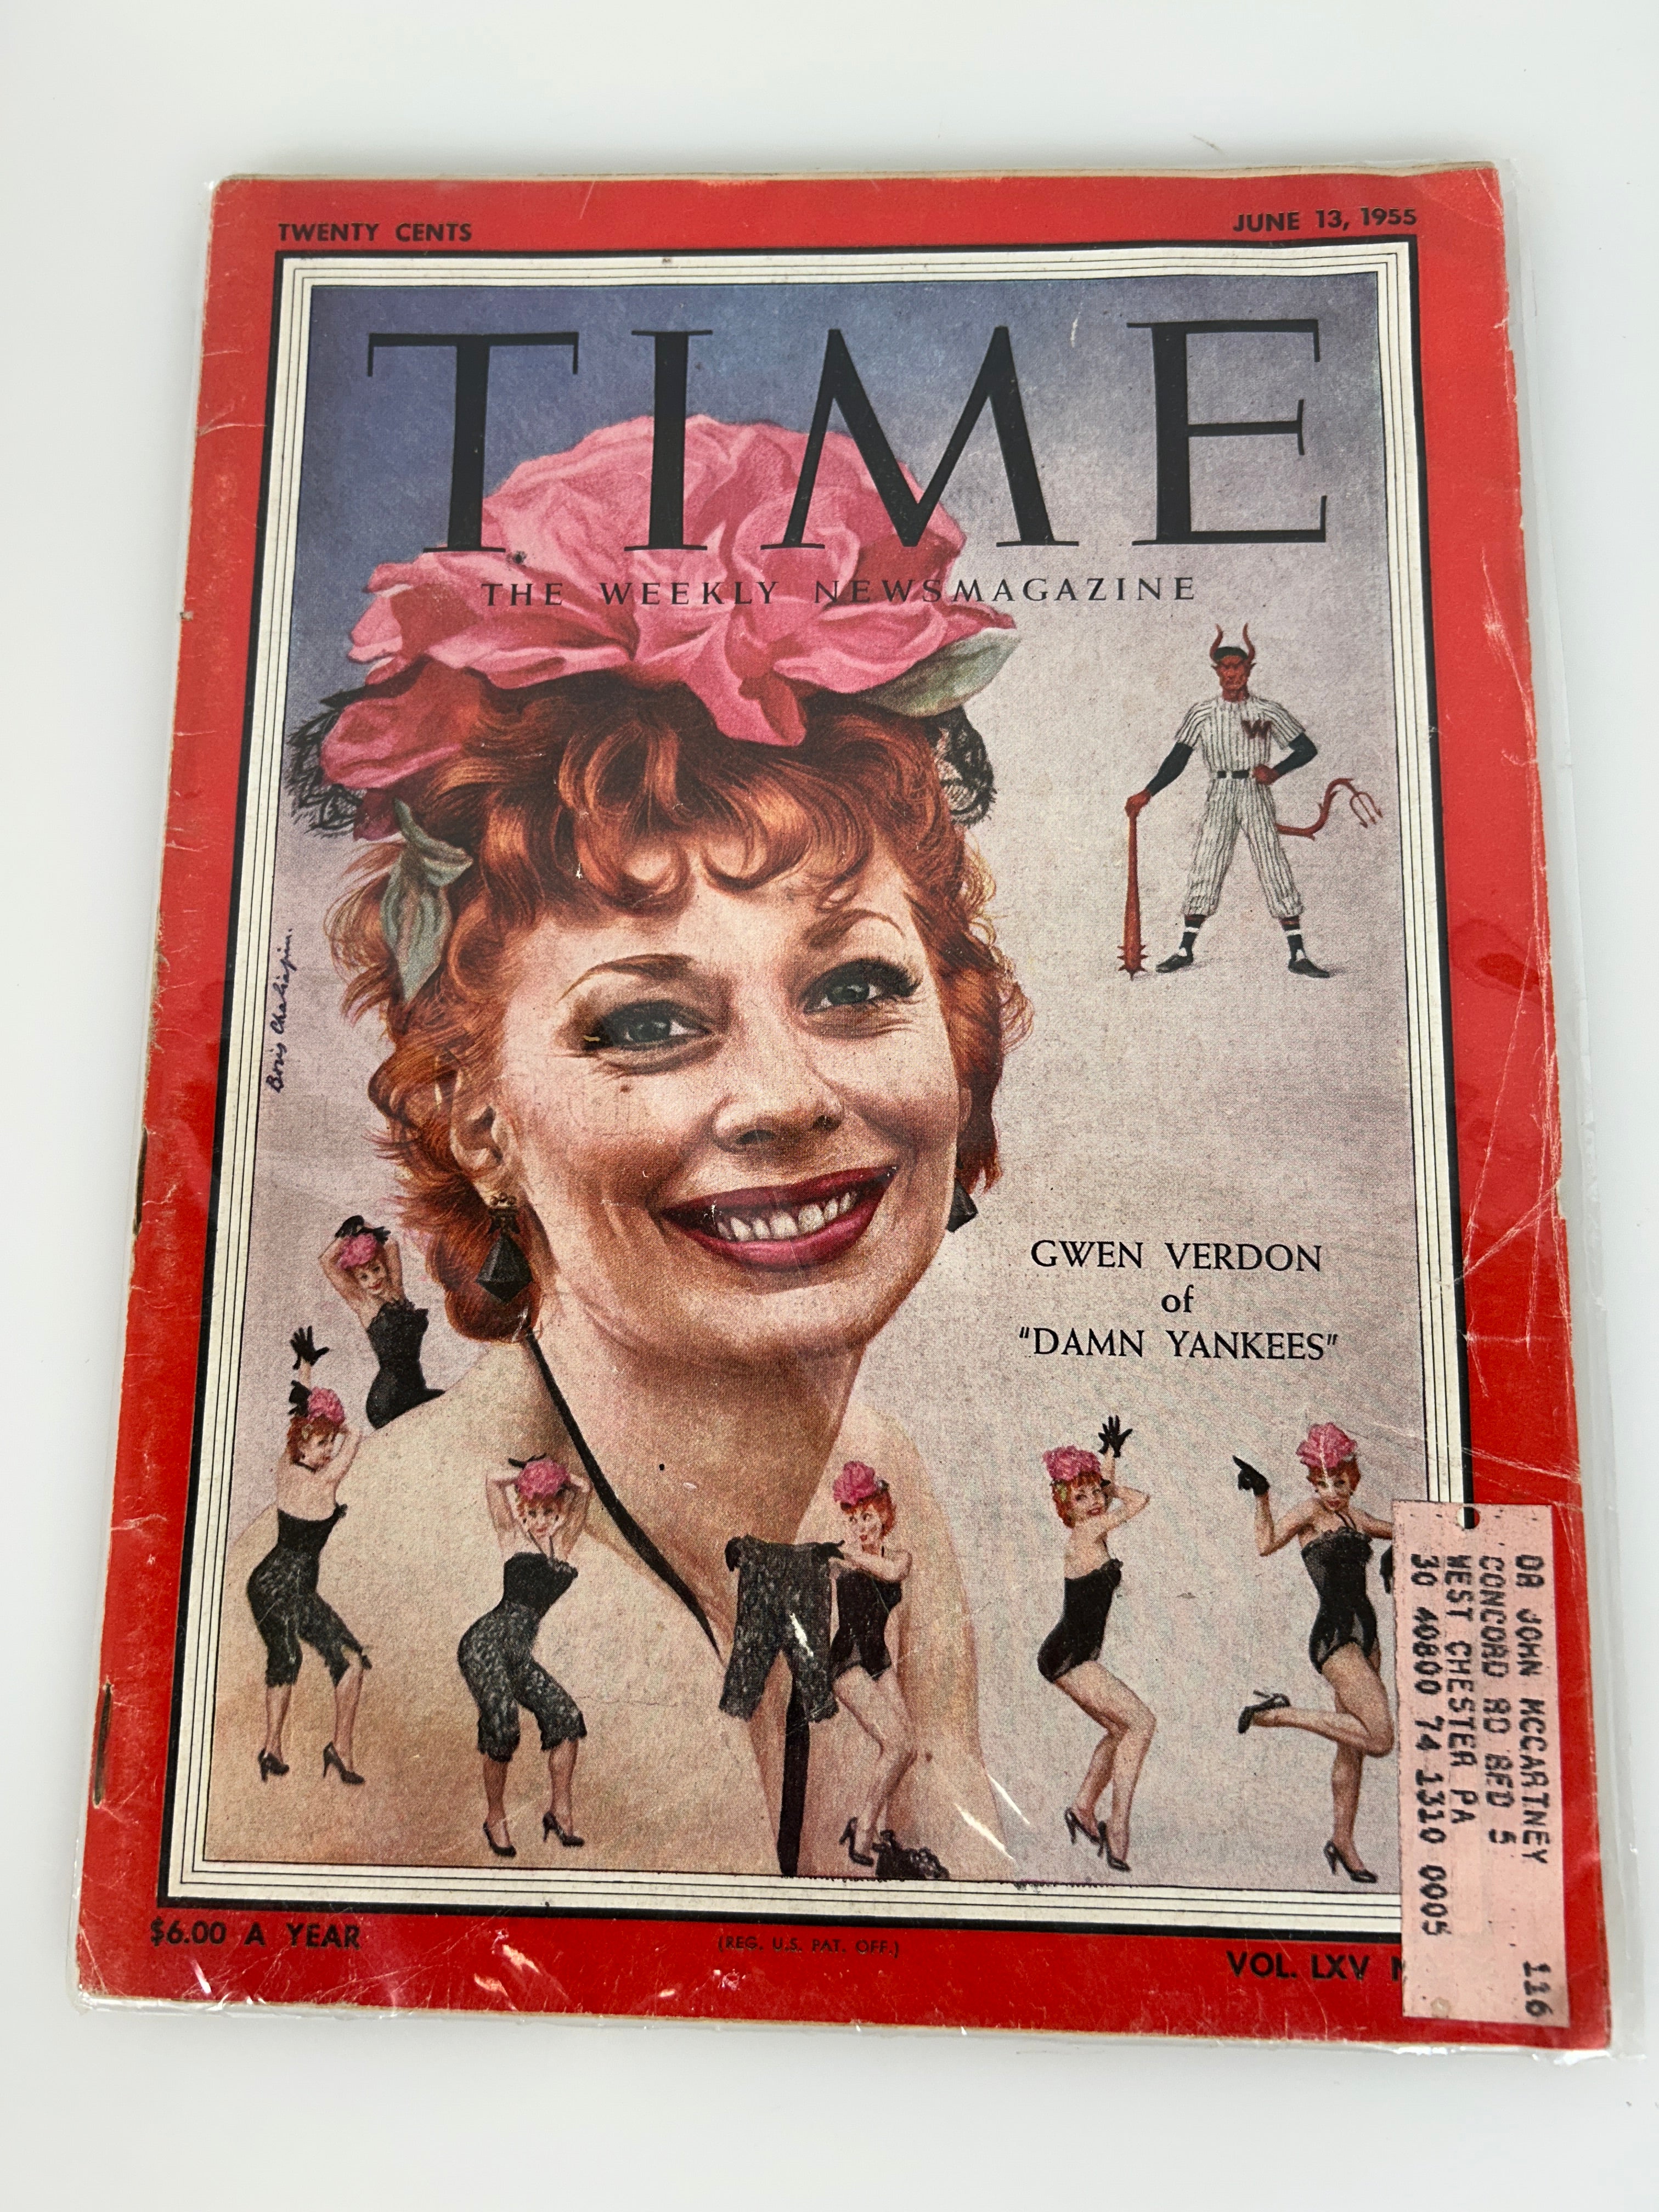 TWENTY CENTS
JUNE 13, 1955
TIME
THE WEEKLY NEWSMAGAZINE
W
Boris Chaliapin.
GWEN VERDON
of
"DAMN YANKEES"
DR JOHN MCCARTNEY 116
CONCORD RD RFD 5
WEST CHESTER PA
30 40800 74 1310 0005
$6.00 A YEAR
(REG. U.S. PAT. OFF.)
VOL. LXV